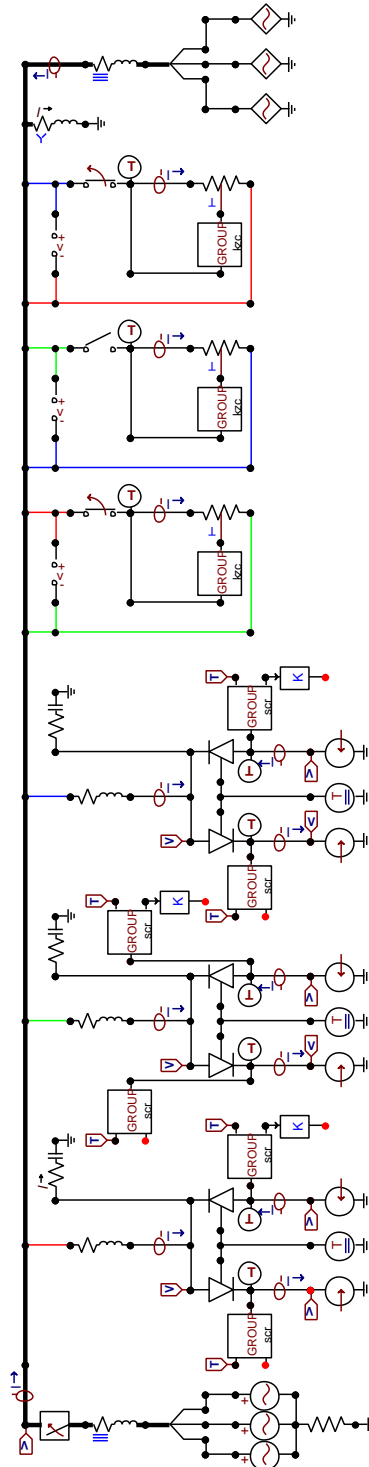 I
I
Y
T
I
V
+
-
GROUP
kzc
T
I
V
+
-
GROUP
kzc
T
I
V
+
-
GROUP
kzc
T
K
GROUP
scr
T
I
I
V
T
I
V
V
T
GROUP
scr
T
T
K
GROUP
scr
T
I
I
V
T
I
V
V
T
GROUP
scr
T
I
T
K
GROUP
scr
T
I
I
V
T
I
V
V
T
GROUP
scr
T
I
V
+
+
+